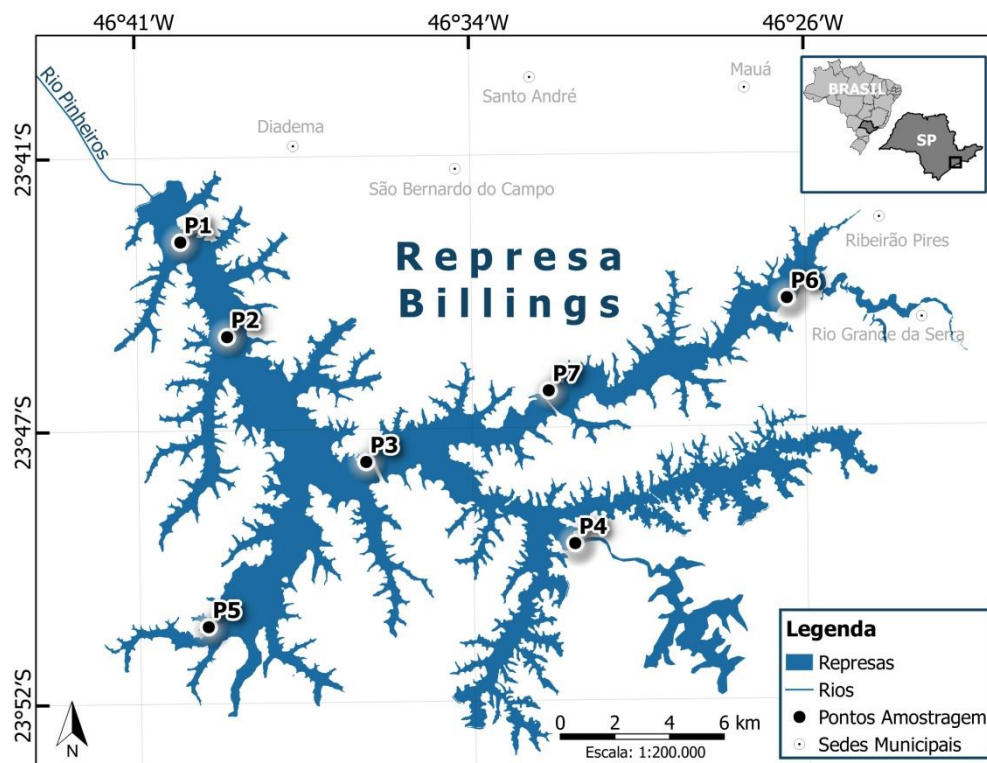 46°41'W
46°34'W
46°26'W
23°41'S
23°47'S
23°52'S
Rio Pinheiros
Diadema
Santo André
Mauá
São Bernardo do Campo
BRASIL
SP
Ribeirão Pires
Rio Grande da Serra
Represa
Billings
P1
P2
P3
P4
P5
P6
P7
N
0 2 4 6 km
Escala: 1:200.000
Legenda
Represas
Rios
Pontos Amostragem
Sedes Municipais